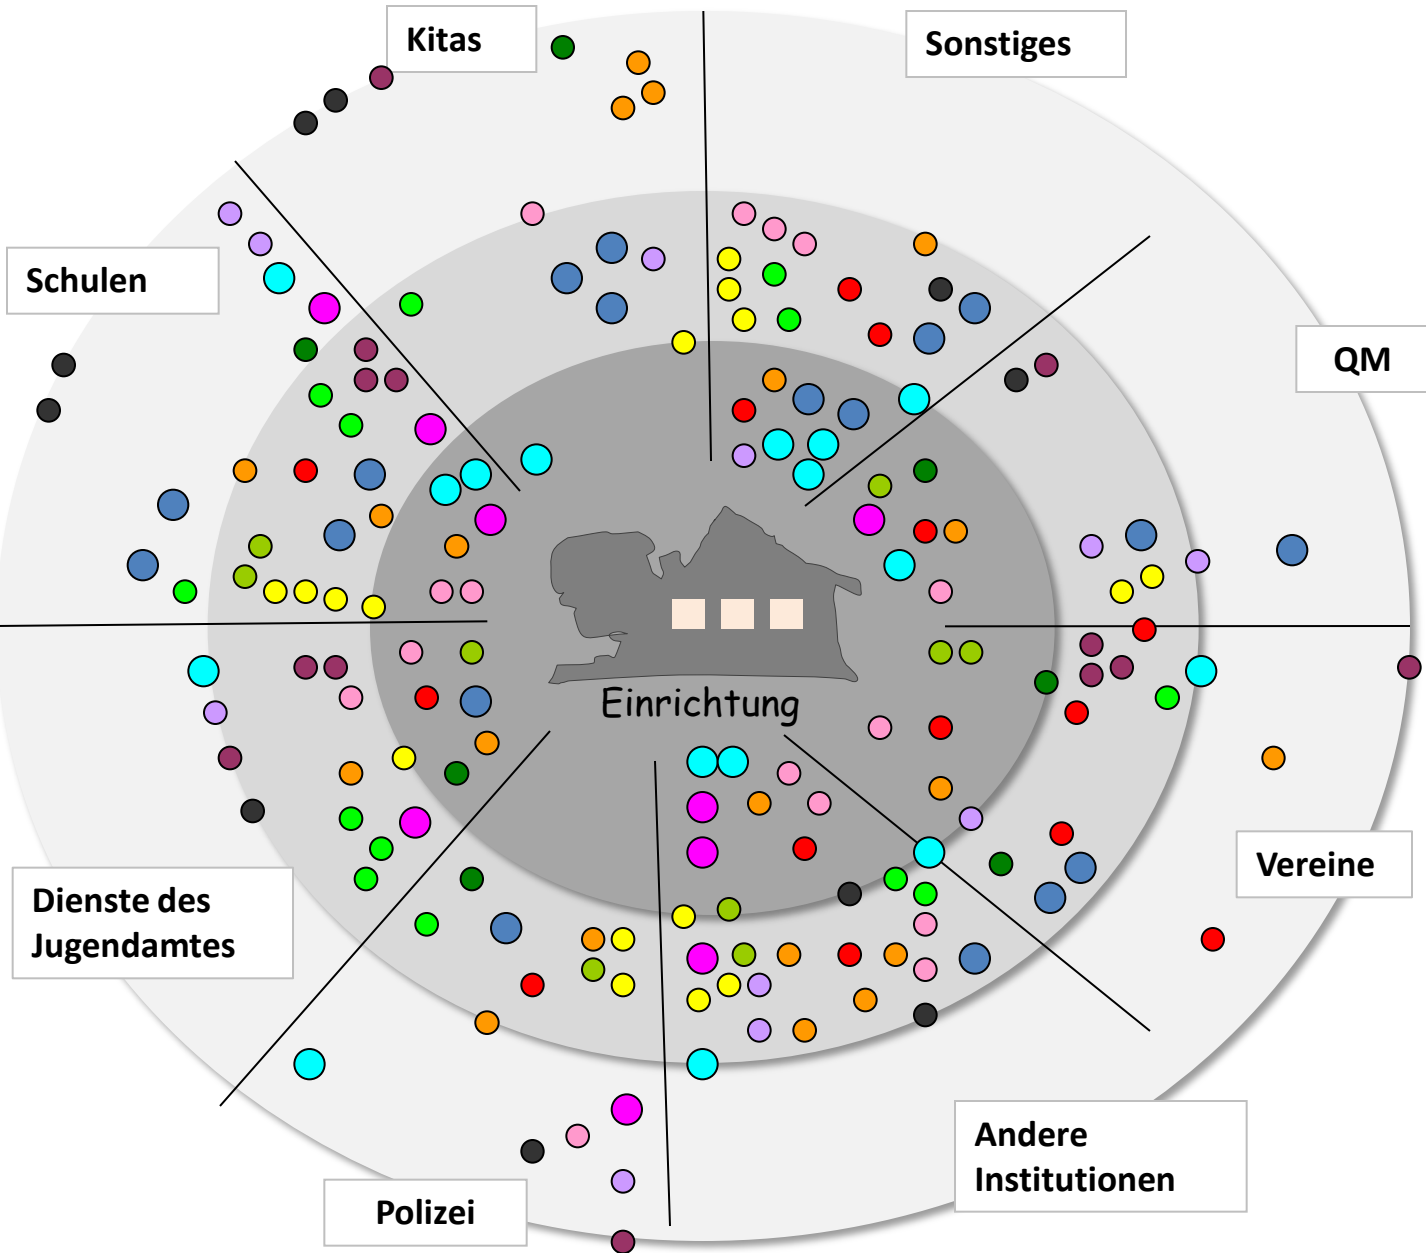 Kitas
Sonstiges
Schulen
QM
Einrichtung
Vereine
Dienste des
Jugendamtes
Andere
Institutionen
Polizei